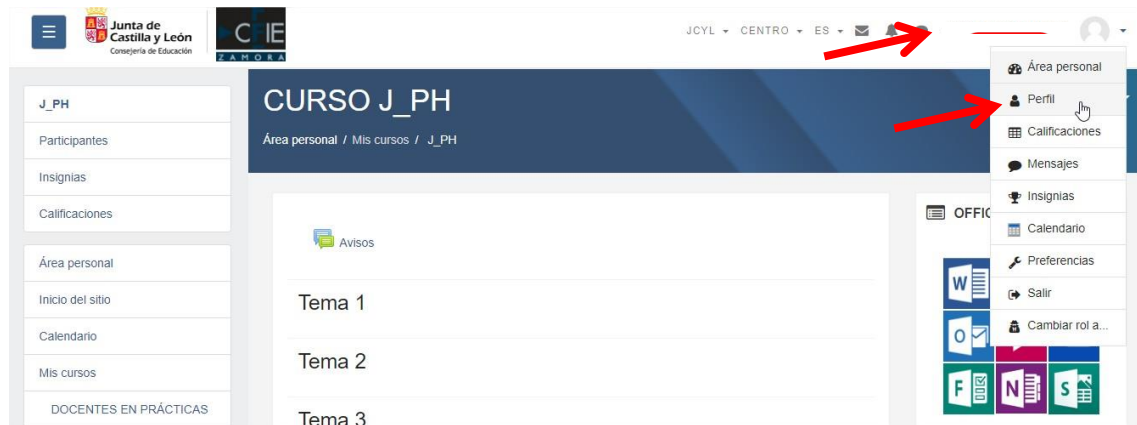 Junta de
Castilla y León
Consejería de Educación
CFIE
ZAMORA
JCYL CENTRO ES
Área personal
Perfil
Calificaciones
Mensajes
Insignias
Calendario
Preferencias
Salir
Cambiar rol a...
J_PH
Participantes
Insignias
Calificaciones
Área personal
Inicio del sitio
Calendario
Mis cursos
DOCENTES EN PRÁCTICAS
CURSO J_PH
Área personal / Mis cursos / J_PH
Avisos
Tema 1
Tema 2
Tema 3
OFFIC
W
O
F N S